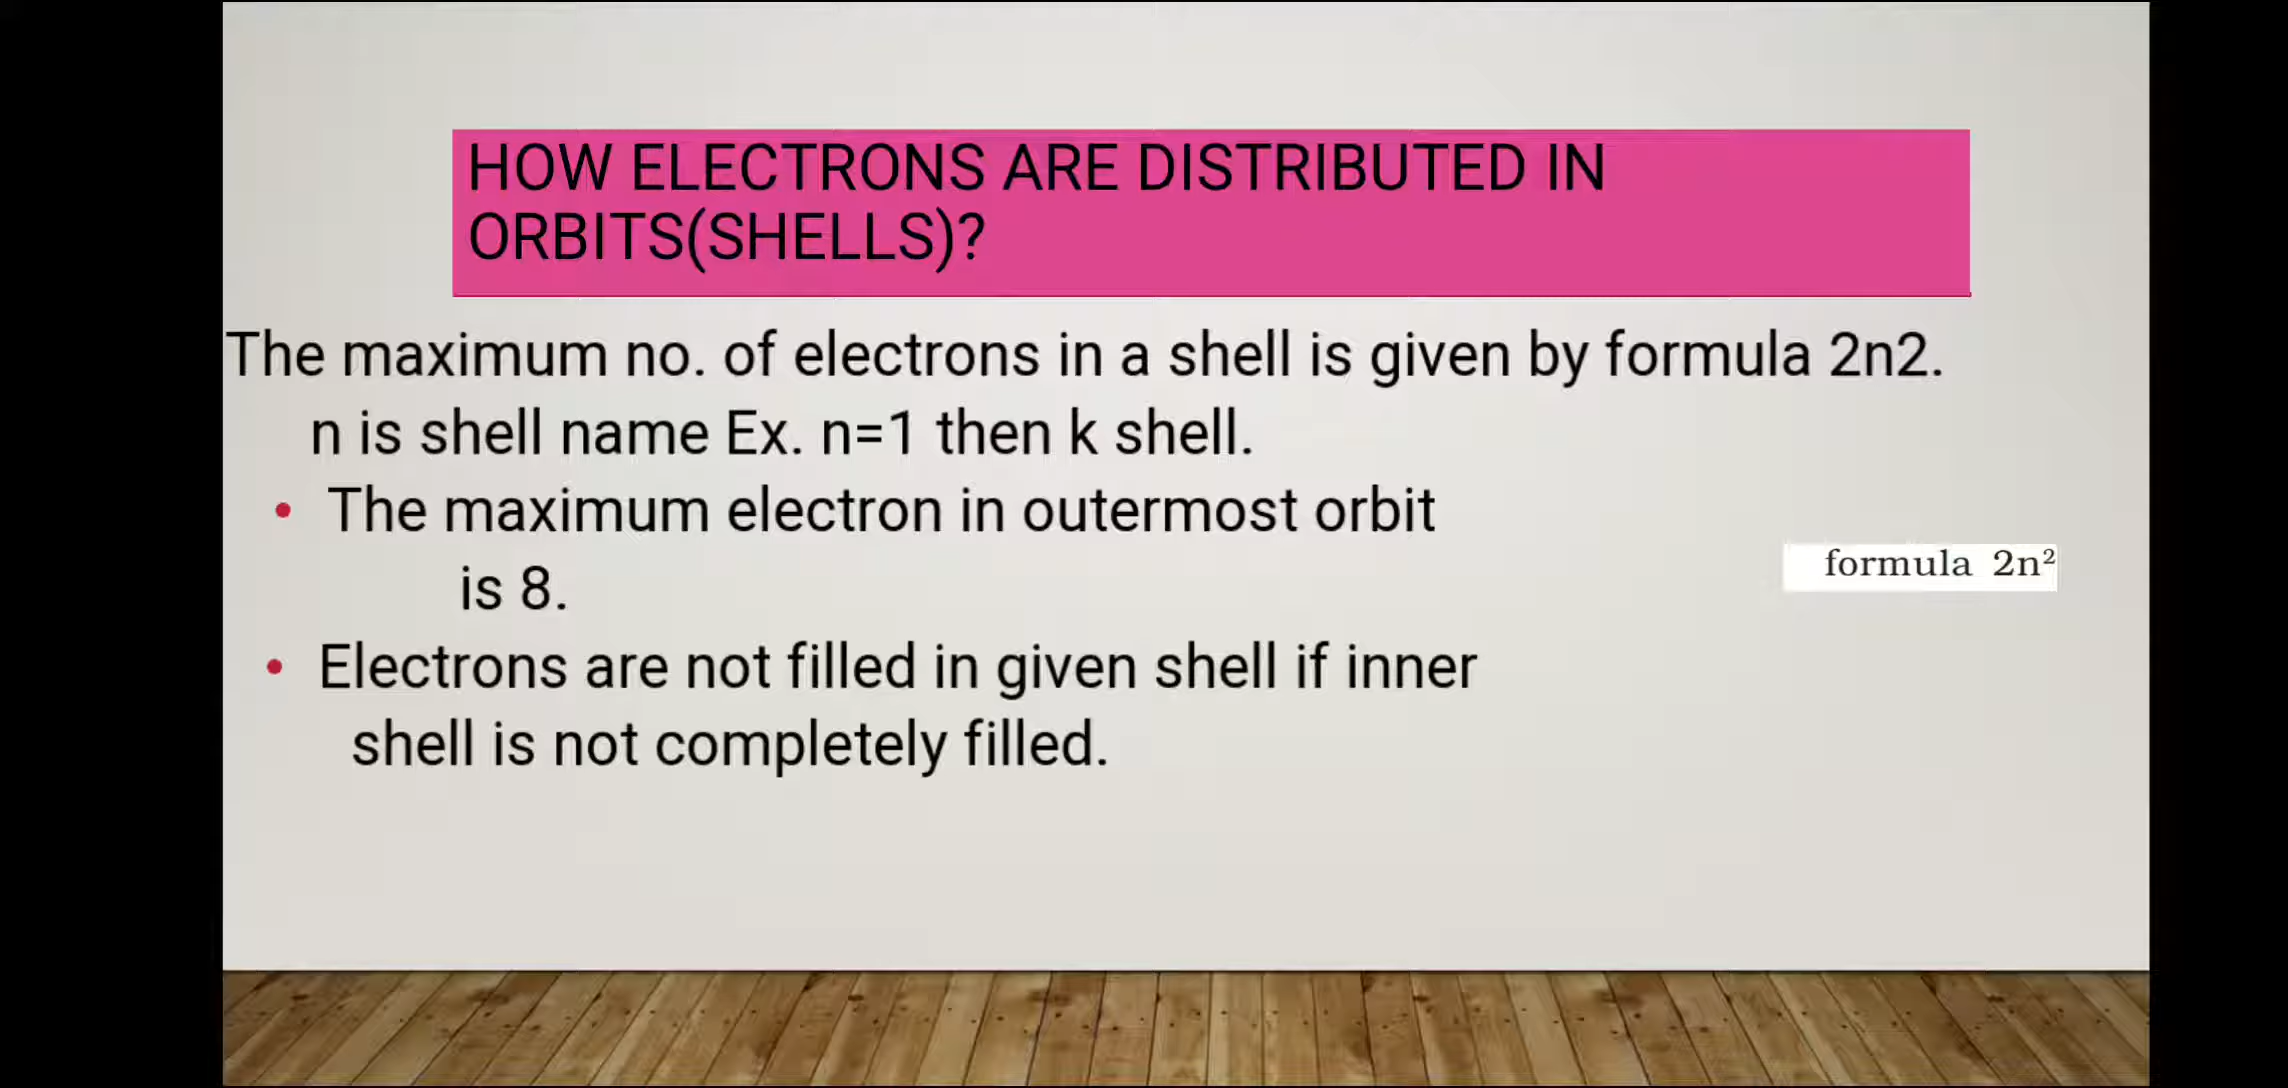 HOW ELECTRONS ARE DISTRIBUTED IN
ORBITS(SHELLS)?
The maximum no. of electrons in a shell is given by formula 2n2.
n is shell name Ex. n=1 then k shell.
• The maximum electron in outermost orbit
is 8.
formula 2n²
• Electrons are not filled in given shell if inner
shell is not completely filled.